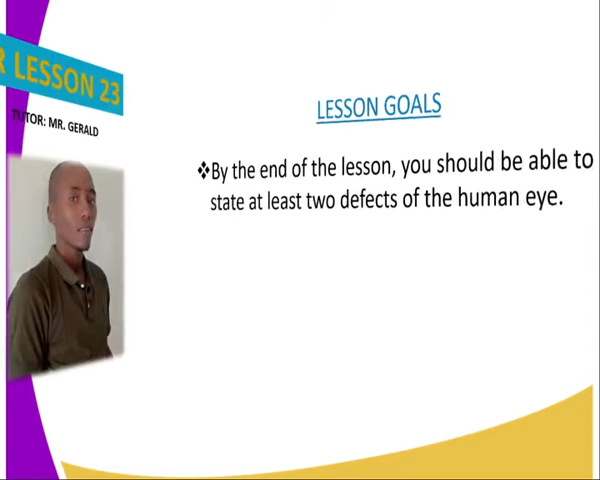 R LESSON 23
TUTOR: MR. GERALD
LESSON GOALS
❖By the end of the lesson, you should be able to
state at least two defects of the human eye.